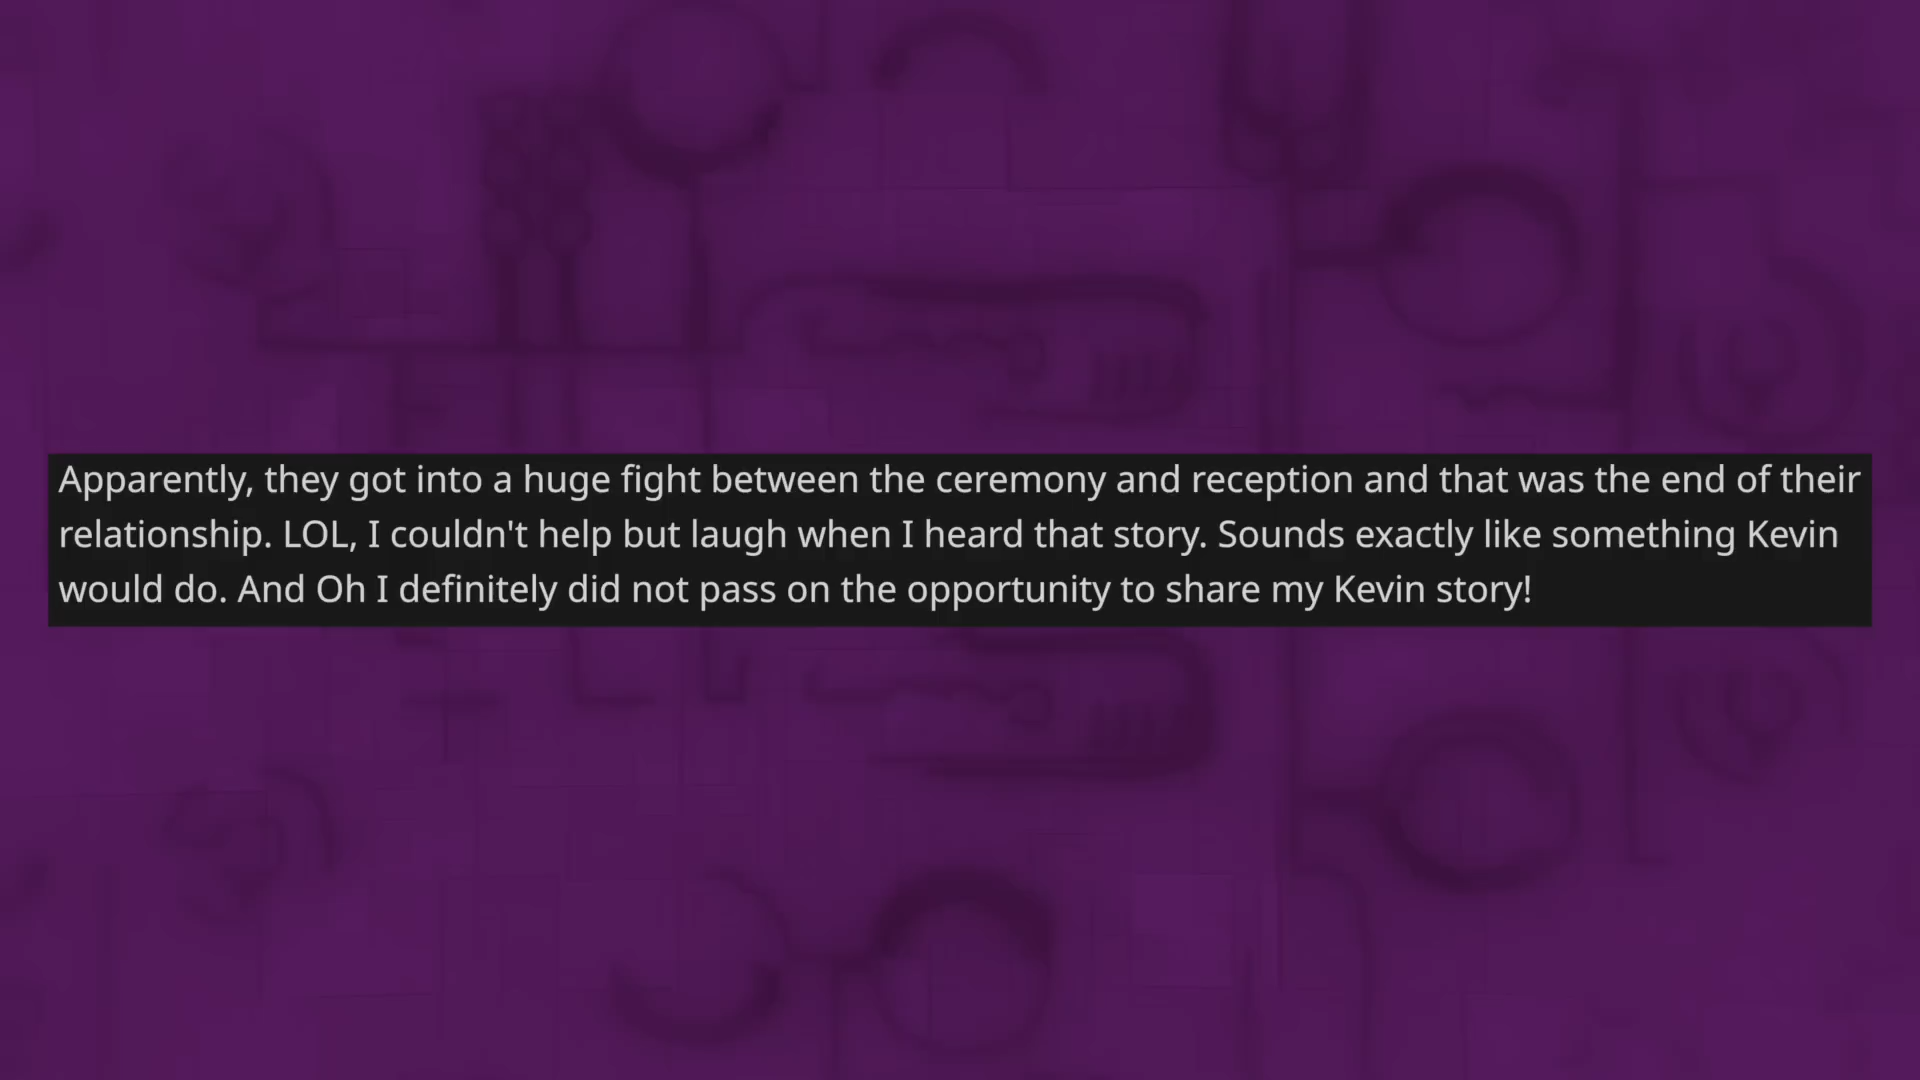 Apparently, they got into a huge fight between the ceremony and reception and that was the end of their
relationship. LOL, I couldn't help but laugh when I heard that story. Sounds exactly like something Kevin
would do. And Oh I definitely did not pass on the opportunity to share my Kevin story!